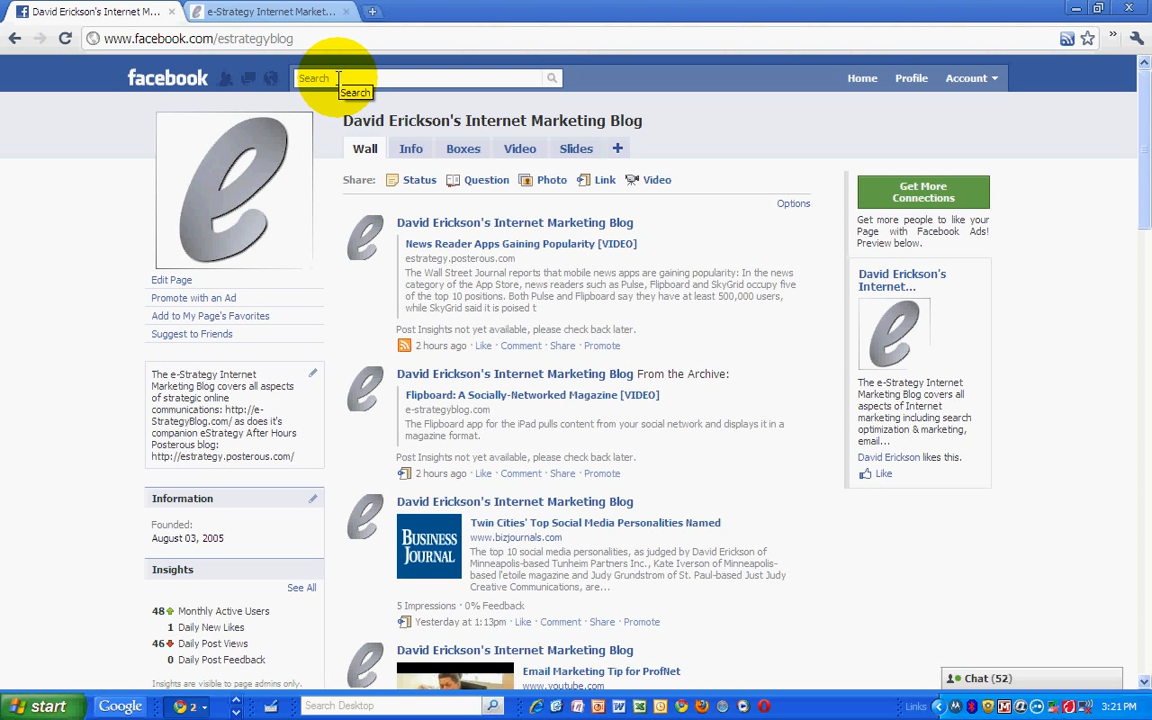 David Erickson's Internet M...
e-Strategy Internet Market...
www.facebook.com/estrategyblog
facebook
Search
Home
Profile
Account
Search
David Erickson's Internet Marketing Blog
Wall
Info
Boxes
Video
Slides
+
Share:
Status
Question
Photo
Link
Video
Options
Edit Page
Promote with an Ad
Add to My Page's Favorites
Suggest to Friends
The e-Strategy Internet
Marketing Blog covers all aspects
of strategic online
communications: http://e-
StrategyBlog.com/ as does it's
companion eStrategy After Hours
Posterous blog:
http://estrategy.posterous.com/
Information
Founded:
August 03, 2005
Insights
See All
48 Monthly Active Users
1 Daily New Likes
46 Daily Post Views
0 Daily Post Feedback
Insights are visible to page admins only.
David Erickson's Internet Marketing Blog
News Reader Apps Gaining Popularity [VIDEO]
estrategy.posterous.com
The Wall Street Journal reports that mobile news apps are gaining popularity: In the news
category of the App Store, news readers such as Pulse, Flipboard and SkyGrid occupy five
of the top 10 positions. Both Pulse and Flipboard say they have at least 500,000 users,
while SkyGrid said it is poised t
Post Insights not yet available, please check back later.
2 hours ago · Like · Comment · Share · Promote
David Erickson's Internet Marketing Blog From the Archive:
Flipboard: A Socially-Networked Magazine [VIDEO]
e-strategyblog.com
The Flipboard app for the iPad pulls content from your social network and displays it in a
magazine format.
Post Insights not yet available, please check back later.
2 hours ago · Like · Comment · Share · Promote
David Erickson's Internet Marketing Blog
BUSINESS
JOURNAL
Twin Cities' Top Social Media Personalities Named
www.bizjournals.com
The top 10 social media personalities, as judged by David Erickson of
Minneapolis-based Tunheim Partners Inc., Kate Iverson of Minneapolis-
based l'etoile magazine and Judy Grundstrom of St. Paul-based Just Judy
Creative Communications, are...
5 Impressions · 0% Feedback
Yesterday at 1:13pm · Like · Comment · Share · Promote
David Erickson's Internet Marketing Blog
Email Marketing Tip for ProfNet
www.youtube.com
Get More
Connections
Get more people to like your
Page with Facebook Ads!
Preview below.
David Erickson's
Internet...
The e-Strategy Internet
Marketing Blog covers all
aspects of Internet
marketing including search
optimization & marketing,
email...
David Erickson likes this.
Like
Chat (52)
start
Google
2
Search Desktop
Links
3:21 PM